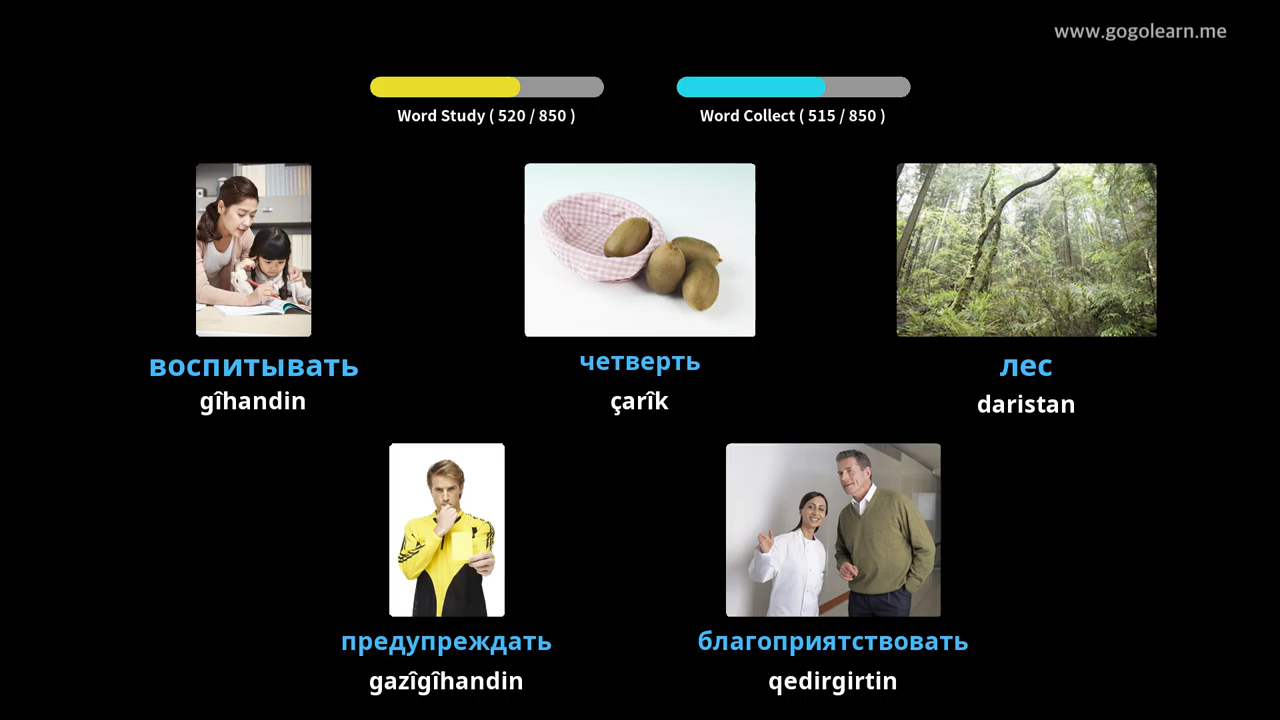 www.gogolearn.me
Word Study ( 520 / 850 )
Word Collect ( 515 / 850 )
воспитывать
gîhandin
четверть
çarîk
лес
daristan
предупреждать
gazîgîhandin
благоприятствовать
qedirgirtin